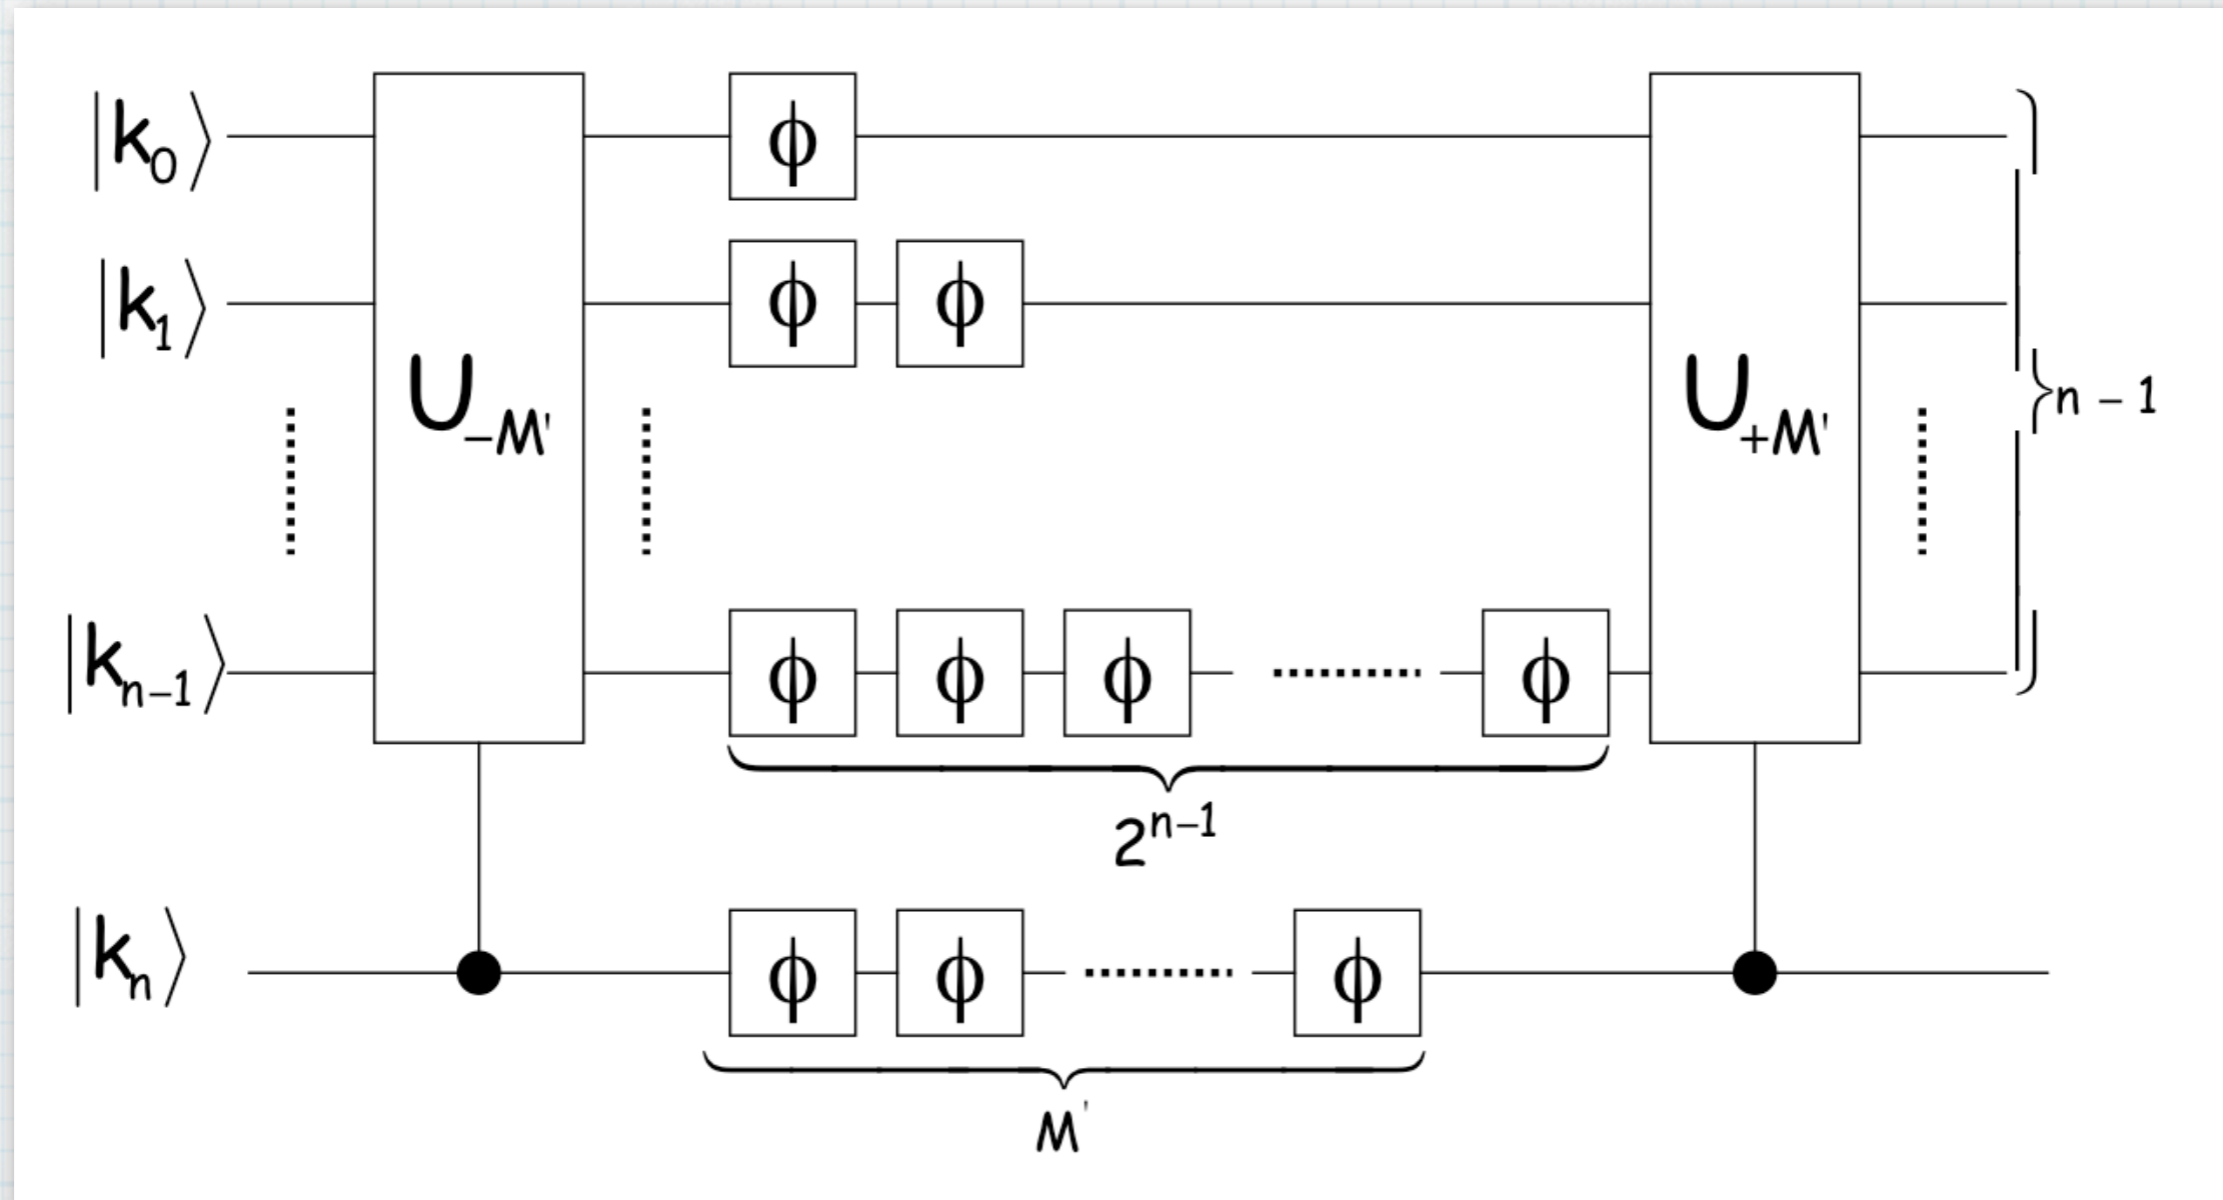 |k₀⟩ ϕ
|k₁⟩ ϕ ϕ
U₋M' U₊M' n – 1
|kₙ₋₁⟩ ϕ ϕ ϕ ϕ
2ⁿ⁻¹
|kₙ⟩ ϕ ϕ ϕ
M'